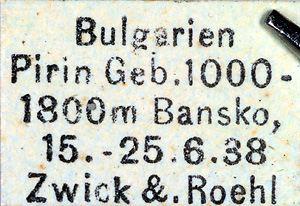 Bulgarien
Pirin Geb.1000-
1800m Bansko,
15.-25.6.38
Zwick &. Roehl